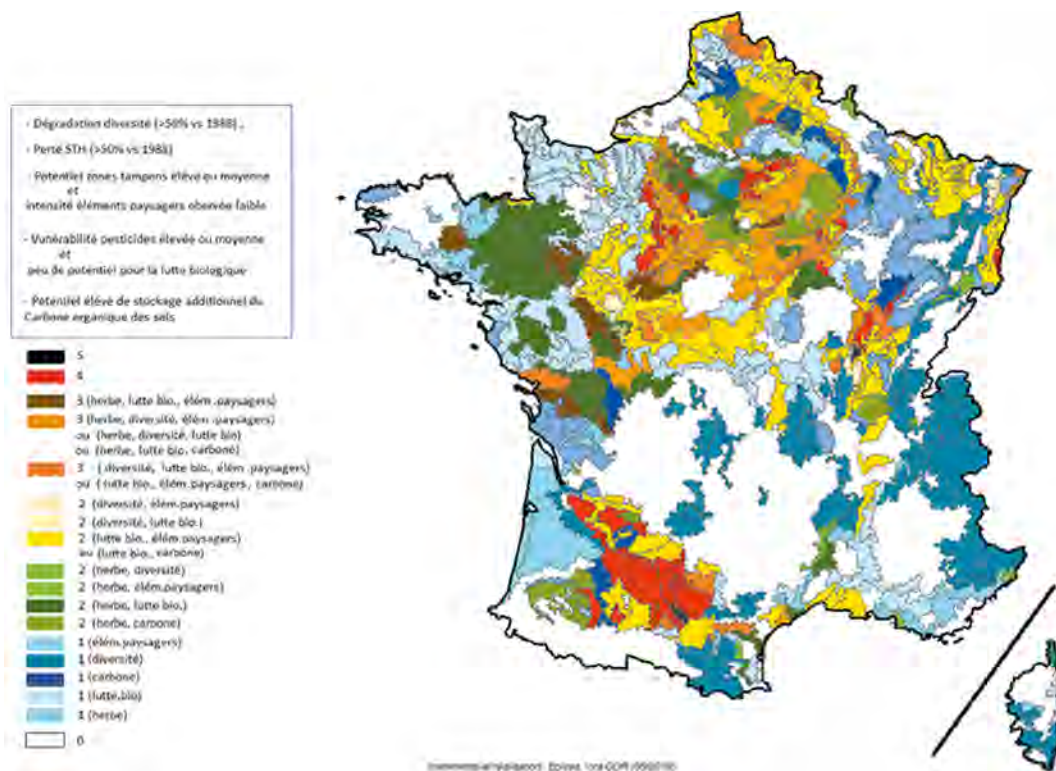 - Dégradation diversité (>50% vs 1988) ,
- Perte STH (>50% vs 1988)
- Potentiel zones tampons élevé ou moyenne
et
intensité éléments paysagers observée faible
- Vunérabilité pesticides élevée ou moyenne
et
peu de potentiel pour la lutte biologique
- Potentiel élevé de stockage additionnel du
Carbone organique des sols
5
4
3 (herbe, lutte bio., élém.paysagers)
3 (herbe, diversité, élém.paysagers)
ou (herbe, diversité, lutte bio)
ou (herbe, lutte bio, carbone)
3 (diversité, lutte bio., élém.paysagers)
ou (lutte bio., élém.paysagers, carbone)
2 (diversité, élém.paysagers)
2 (diversité, lutte bio.)
2 (lutte bio., élém.paysagers)
ou (lutte bio., carbone)
2 (herbe, diversité)
2 (herbe, élém.paysagers)
2 (herbe, lutte bio.)
2 (herbe, carbone)
1 (élém.paysagers)
1 (diversité)
1 (carbone)
1 (lutte.bio)
1 (herbe)
0